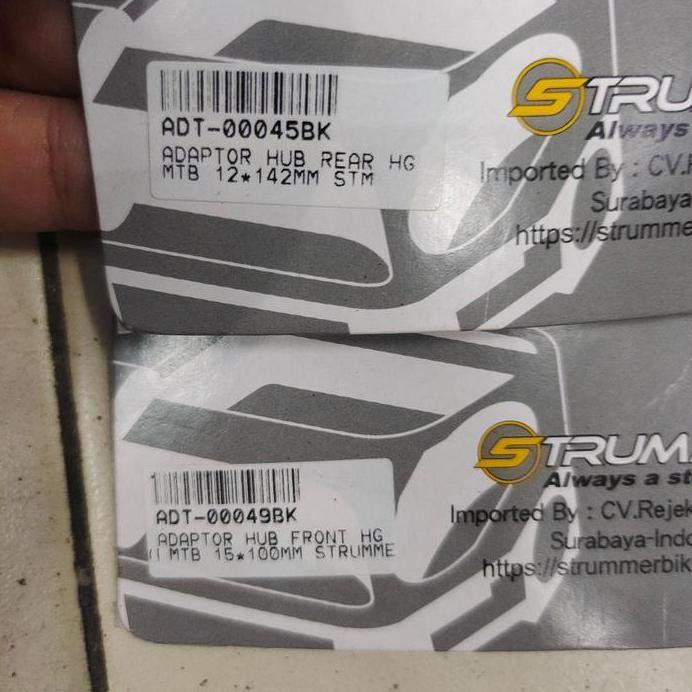 ADT-00045BK
ADAPTOR HUB REAR HG
MTB 12*142MM STM
STRU
Always
Imported By : CV.R
Surabaya
https://strumme
ADT-00049BK
ADAPTOR HUB FRONT HG
MTB 15*100MM STRUMME
STRUM
Always a st
Imported By : CV.Rejek
Surabaya-Indo
https://strummerbik